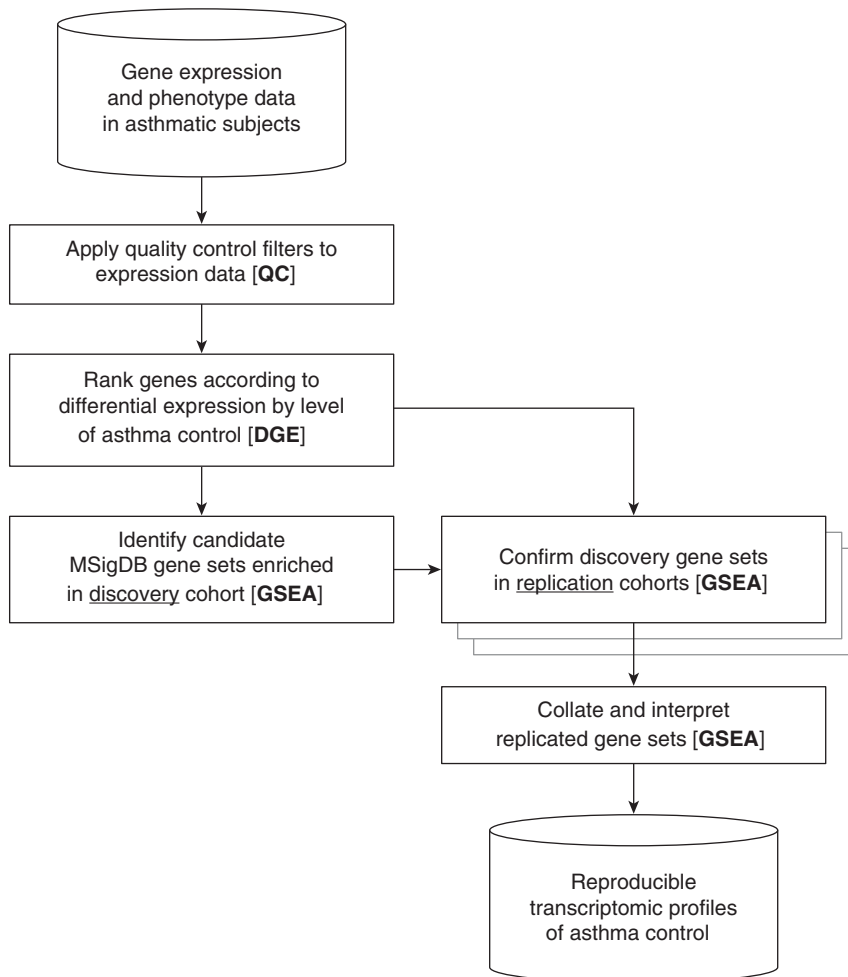 Gene expression
and phenotype data
in asthmatic subjects
Apply quality control filters to
expression data [QC]
Rank genes according to
differential expression by level
of asthma control [DGE]
Identify candidate
MSigDB gene sets enriched
in discovery cohort [GSEA]
Confirm discovery gene sets
in replication cohorts [GSEA]
Collate and interpret
replicated gene sets [GSEA]
Reproducible
transcriptomic profiles
of asthma control